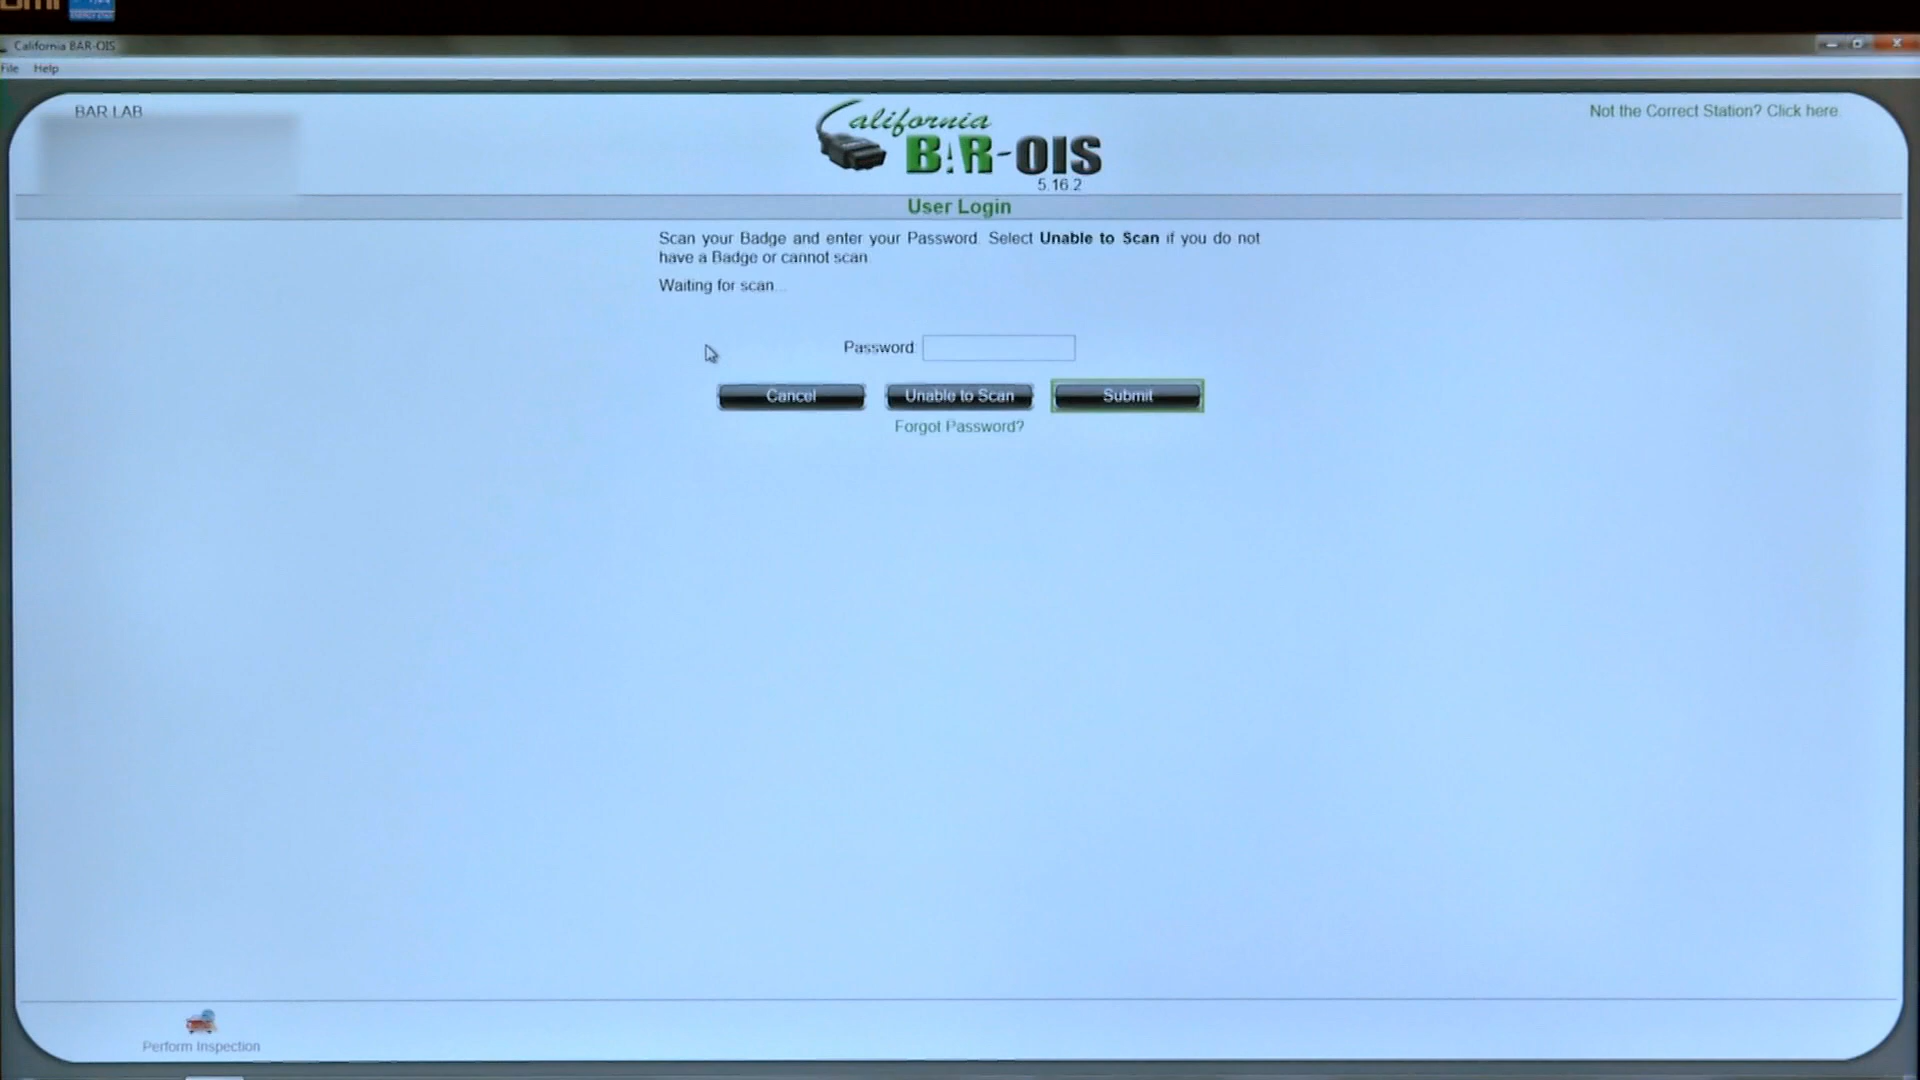 California BAR-OIS
File Help
BAR LAB
Not the Correct Station? Click here.
California
BAR-OIS
5.16.2
User Login
Scan your Badge and enter your Password. Select Unable to Scan if you do not
have a Badge or cannot scan.
Waiting for scan...
Password
Cancel
Unable to Scan
Submit
Forgot Password?
Perform Inspection